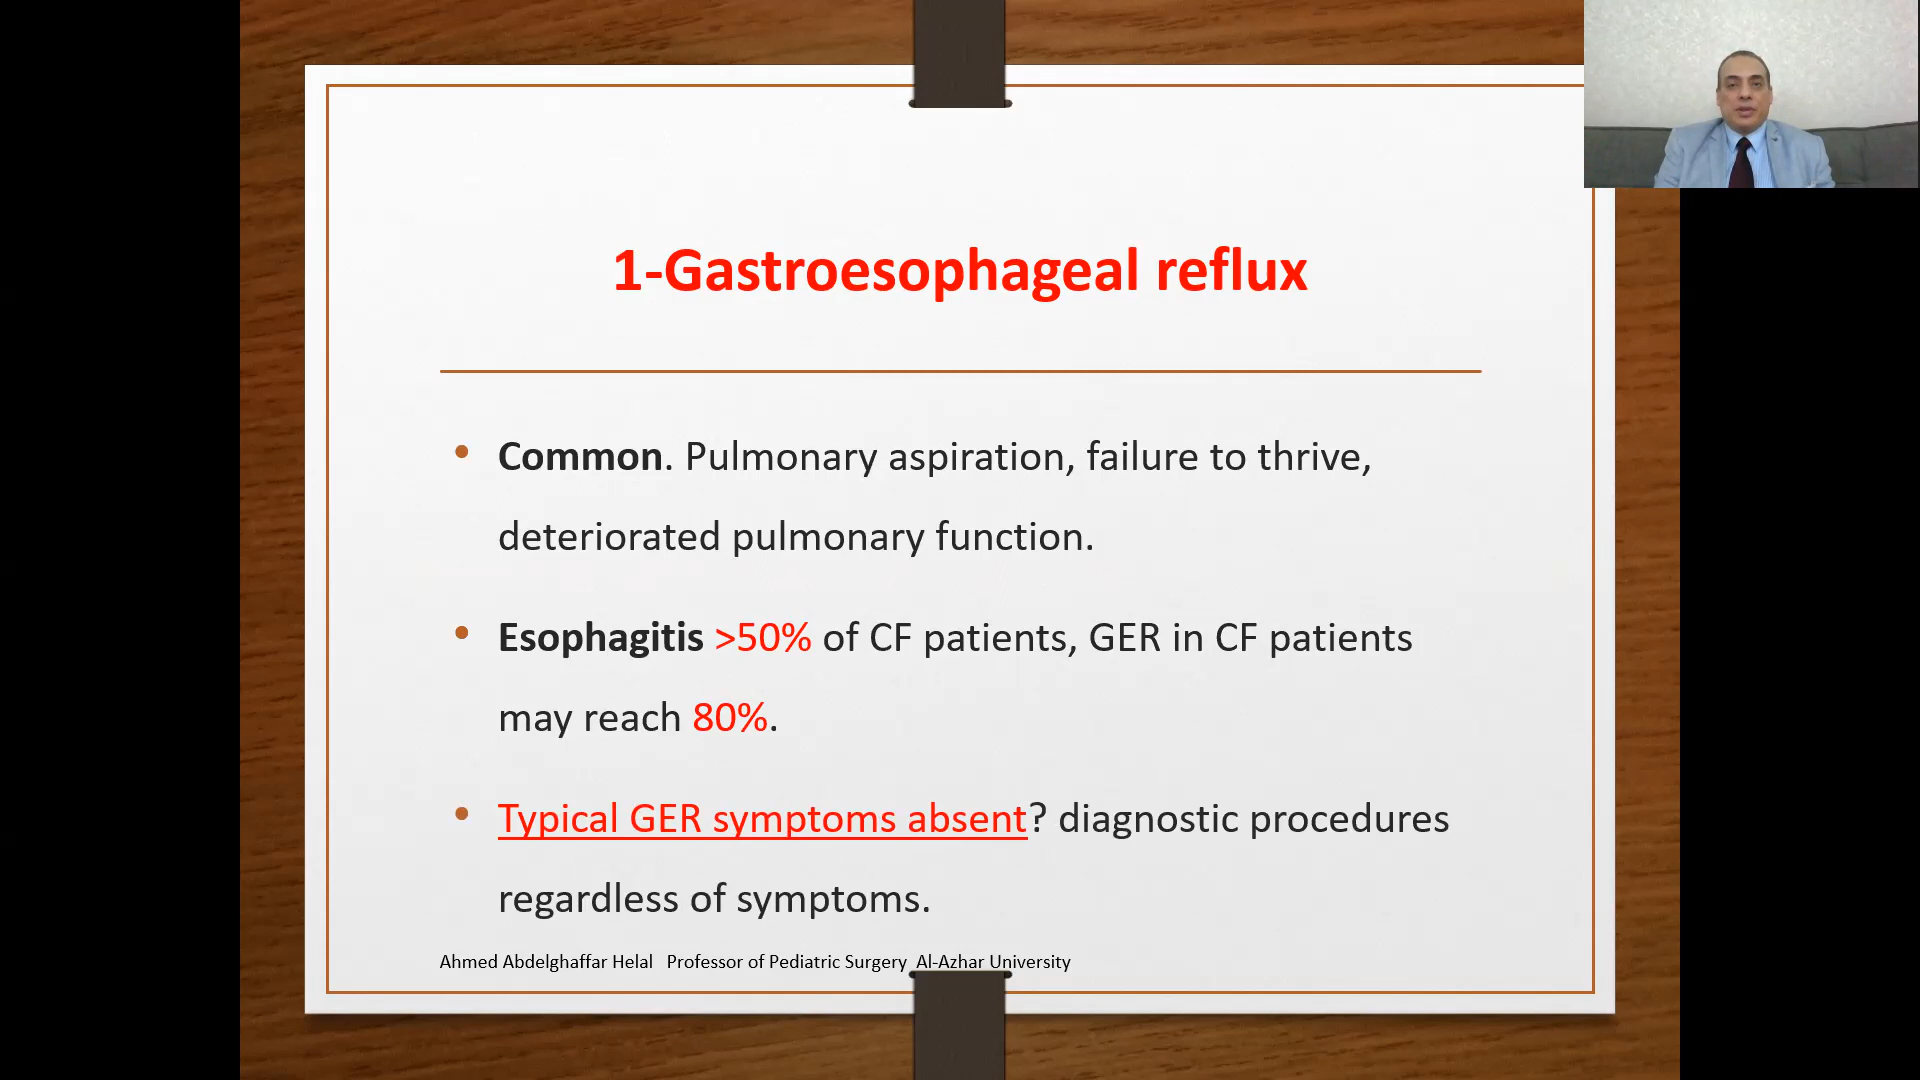 1-Gastroesophageal reflux
• Common. Pulmonary aspiration, failure to thrive,
deteriorated pulmonary function.
• Esophagitis >50% of CF patients, GER in CF patients
may reach 80%.
• Typical GER symptoms absent? diagnostic procedures
regardless of symptoms.
Ahmed Abdelghaffar Helal Professor of Pediatric Surgery Al-Azhar University